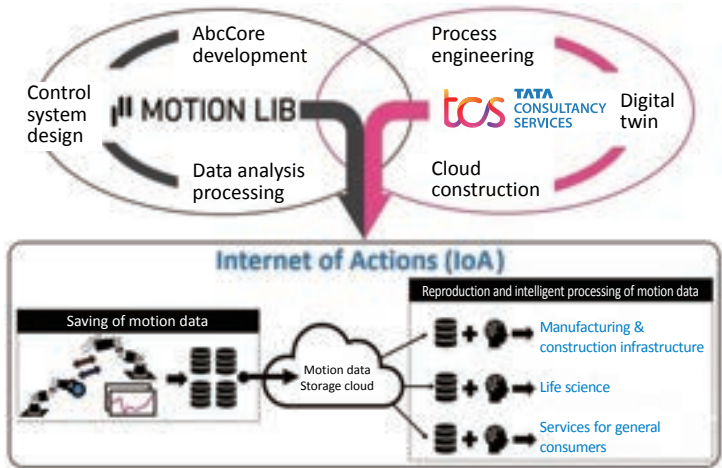 AbcCore
development
Process
engineering
Control
system
design
MOTION LIB
tcs TATA
CONSULTANCY
SERVICES
Digital
twin
Data analysis
processing
Cloud
construction
Internet of Actions (IoA)
Reproduction and intelligent processing of motion data
Saving of motion data
Motion data
Storage cloud
Manufacturing &
construction infrastructure
Life science
Services for general
consumers